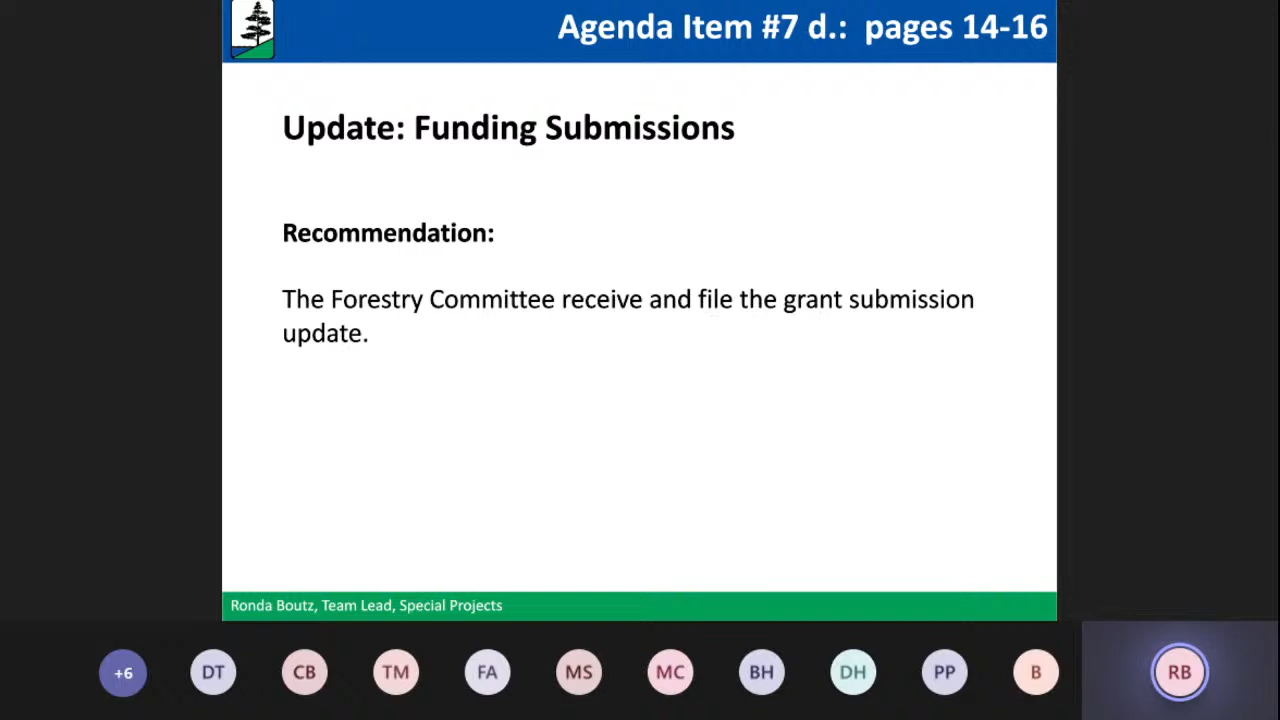 Agenda Item #7 d.: pages 14-16
Update: Funding Submissions
Recommendation:
The Forestry Committee receive and file the grant submission
update.
Ronda Boutz, Team Lead, Special Projects
+6 DT CB TM FA MS MC BH DH PP B RB